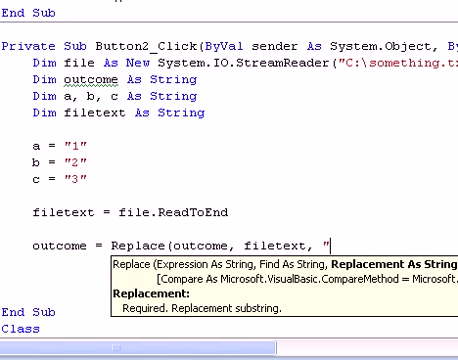 End Sub
Private Sub Button2_Click(ByVal sender As System.Object, By
Dim file As New System.IO.StreamReader("C:\something.tx
Dim outcome As String
Dim a, b, c As String
Dim filetext As String
a = "1"
b = "2"
c = "3"
filetext = file.ReadToEnd
outcome = Replace(outcome, filetext, "
Replace (Expression As String, Find As String, Replacement As String
[Compare As Microsoft.VisualBasic.CompareMethod = Microsoft.
Replacement:
Required. Replacement substring.
End Sub
Class